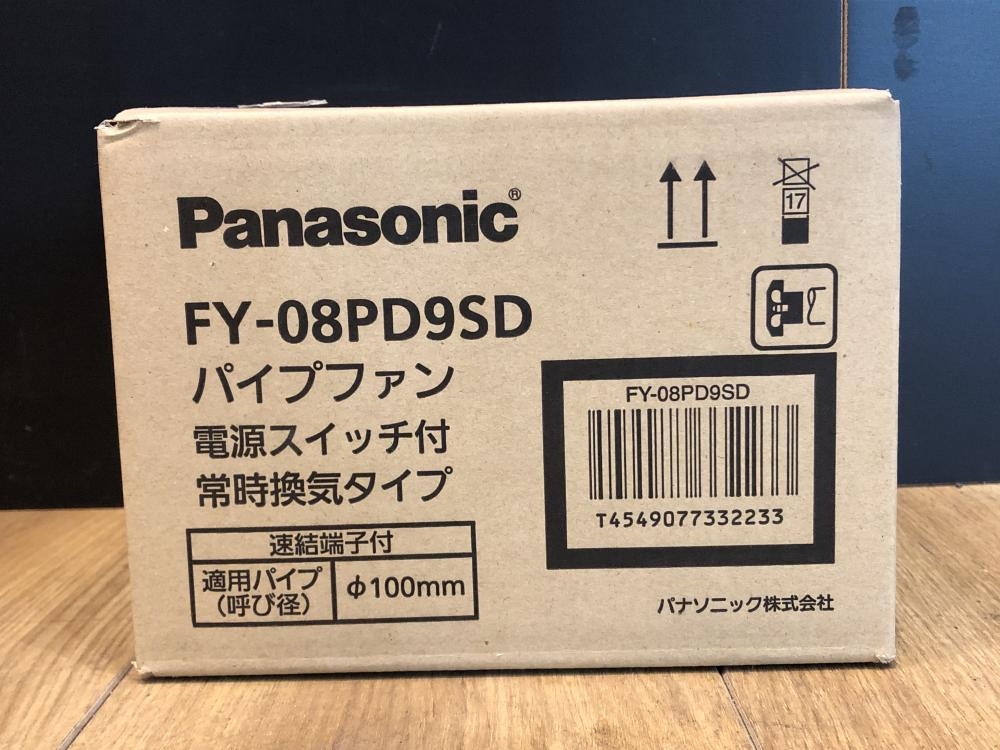 Panasonic®
17
FY-08PD9SD
パイプファン
電源スイッチ付
常時換気タイプ
速結端子付
適用パイプ
(呼び径)
φ100mm
FY-08PD9SD
T4549077332233
パナソニック株式会社